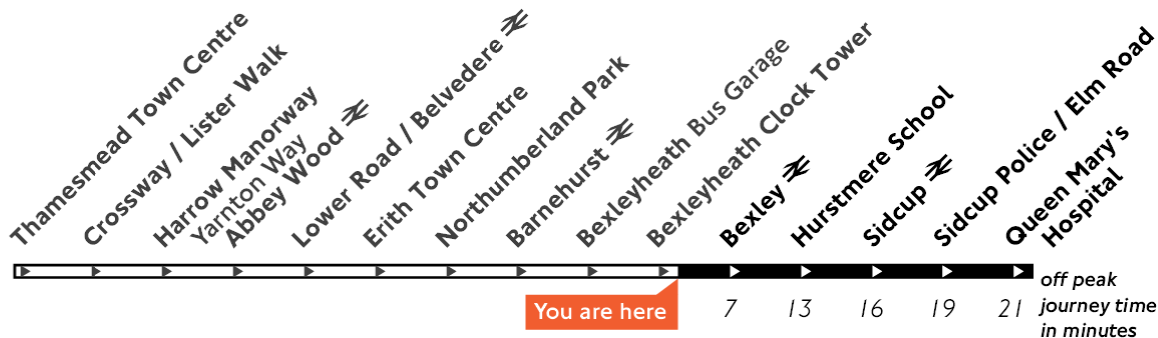 Thamesmead Town Centre
Crossway / Lister Walk
Harrow Manorway
Yarnton Way
Abbey Wood
Lower Road / Belvedere
Erith Town Centre
Northumberland Park
Barnehurst
Bexleyheath Bus Garage
Bexleyheath Clock Tower
Bexley
Hurstmere School
Sidcup
Sidcup Police / Elm Road
Queen Mary's
Hospital
You are here
7 13 16 19 21
off peak
journey time
in minutes